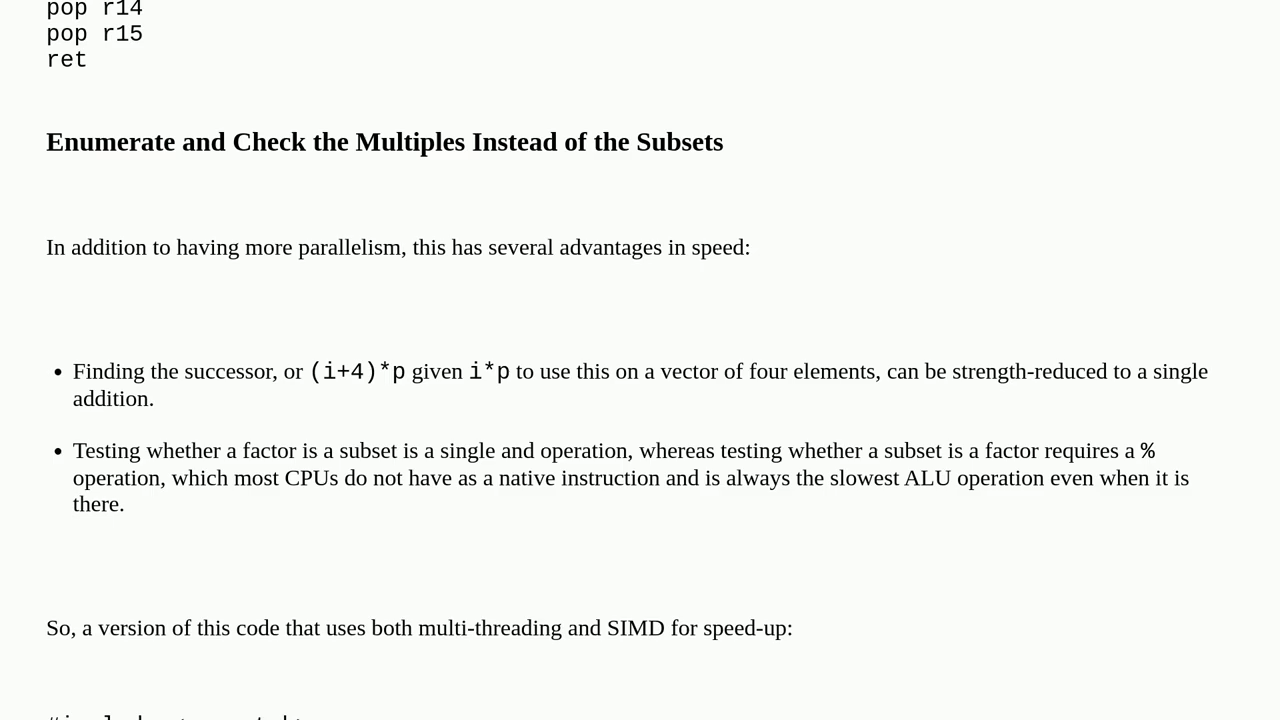 pop r14
pop r15
ret
Enumerate and Check the Multiples Instead of the Subsets
In addition to having more parallelism, this has several advantages in speed:
• Finding the successor, or (i+4)*p given i*p to use this on a vector of four elements, can be strength-reduced to a single
addition.
• Testing whether a factor is a subset is a single and operation, whereas testing whether a subset is a factor requires a %
operation, which most CPUs do not have as a native instruction and is always the slowest ALU operation even when it is
there.
So, a version of this code that uses both multi-threading and SIMD for speed-up: